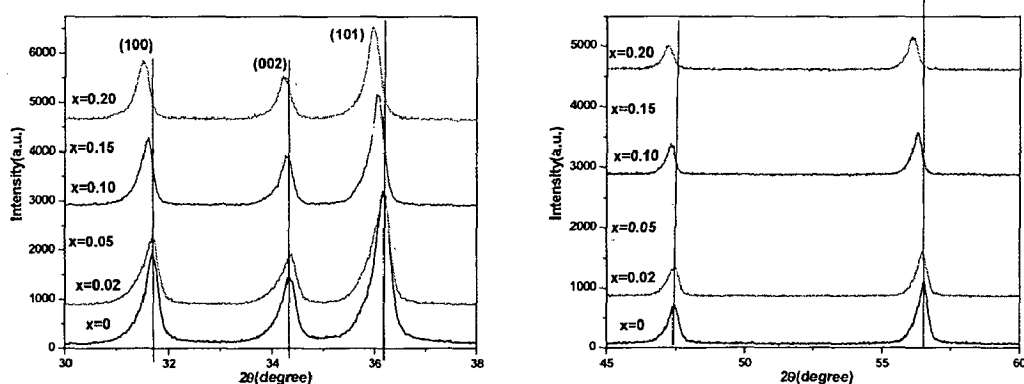 (100)
(002)
(101)
x=0.20
x=0.15
x=0.10
x=0.05
x=0.02
x=0
6000
5000
4000
3000
2000
1000
0
Intensity(a.u.)
30
32
34
36
38
2θ(degree)
x=0.20
x=0.15
x=0.10
x=0.05
x=0.02
x=0
5000
4000
3000
2000
1000
0
Intensity(a.u.)
45
50
55
60
2θ(degree)